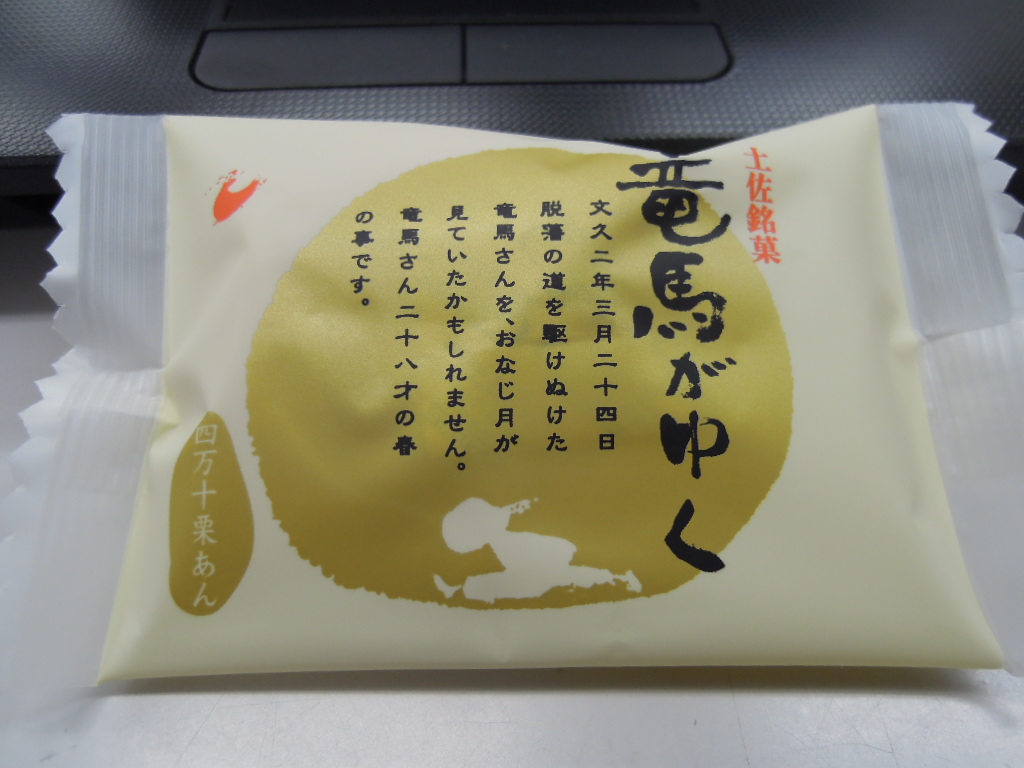 土佐銘菓
竜馬がゆく
文久二年三月二十四日
脱藩の道を駆けぬけた
竜馬さんを、おなじ月が
見ていたかもしれません。
竜馬さん二十八才の春
の事です。
四万十栗あん